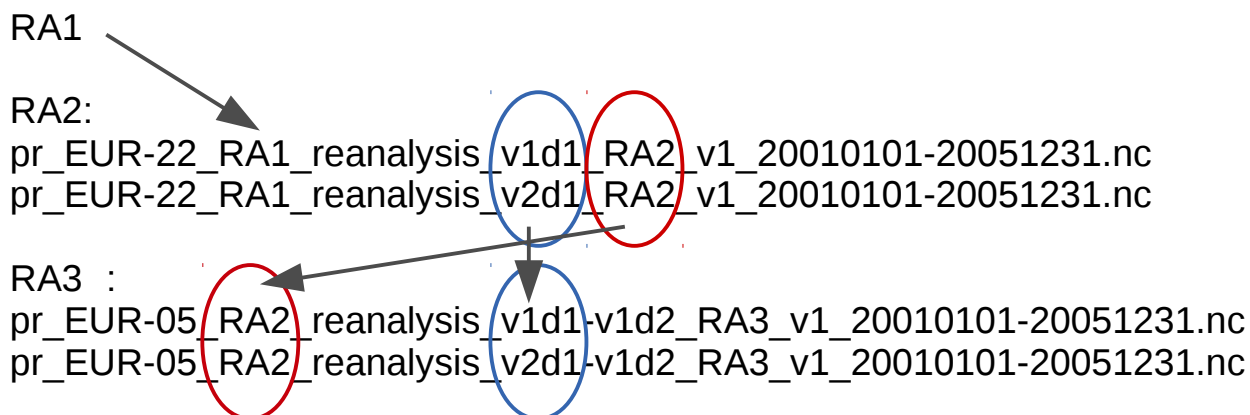 RA1
RA2:
pr_EUR-22_RA1_reanalysis_v1d1_RA2_v1_20010101-20051231.nc
pr_EUR-22_RA1_reanalysis_v2d1_RA2_v1_20010101-20051231.nc
RA3  :
pr_EUR-05_RA2_reanalysis_v1d1-v1d2_RA3_v1_20010101-20051231.nc
pr_EUR-05_RA2_reanalysis_v2d1-v1d2_RA3_v1_20010101-20051231.nc